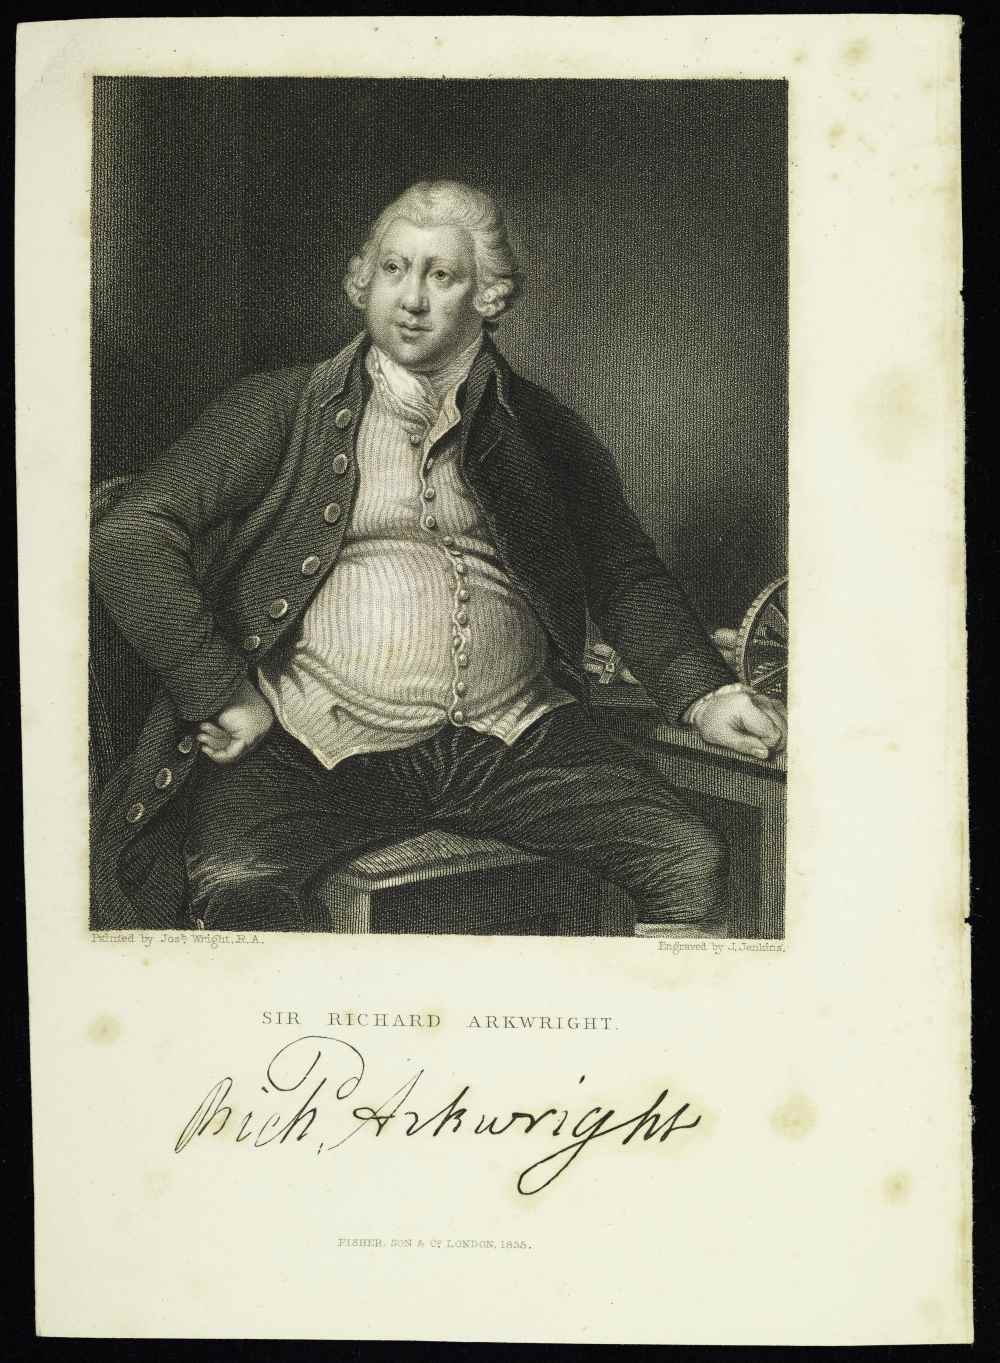 Painted by Josh. Wright, R.A.
Engraved by J. Jenkins.
SIR RICHARD ARKWRIGHT.
Richd. Arkwright
FISHER, SON & Co. LONDON, 1835.